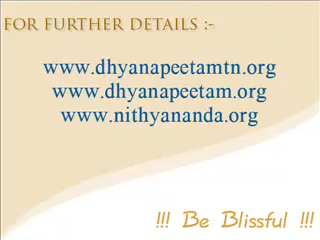 FOR FURTHER DETAILS :-
www.dhyanapeetamtn.org
www.dhyanapeetam.org
www.nithyananda.org
!!! Be Blissful !!!